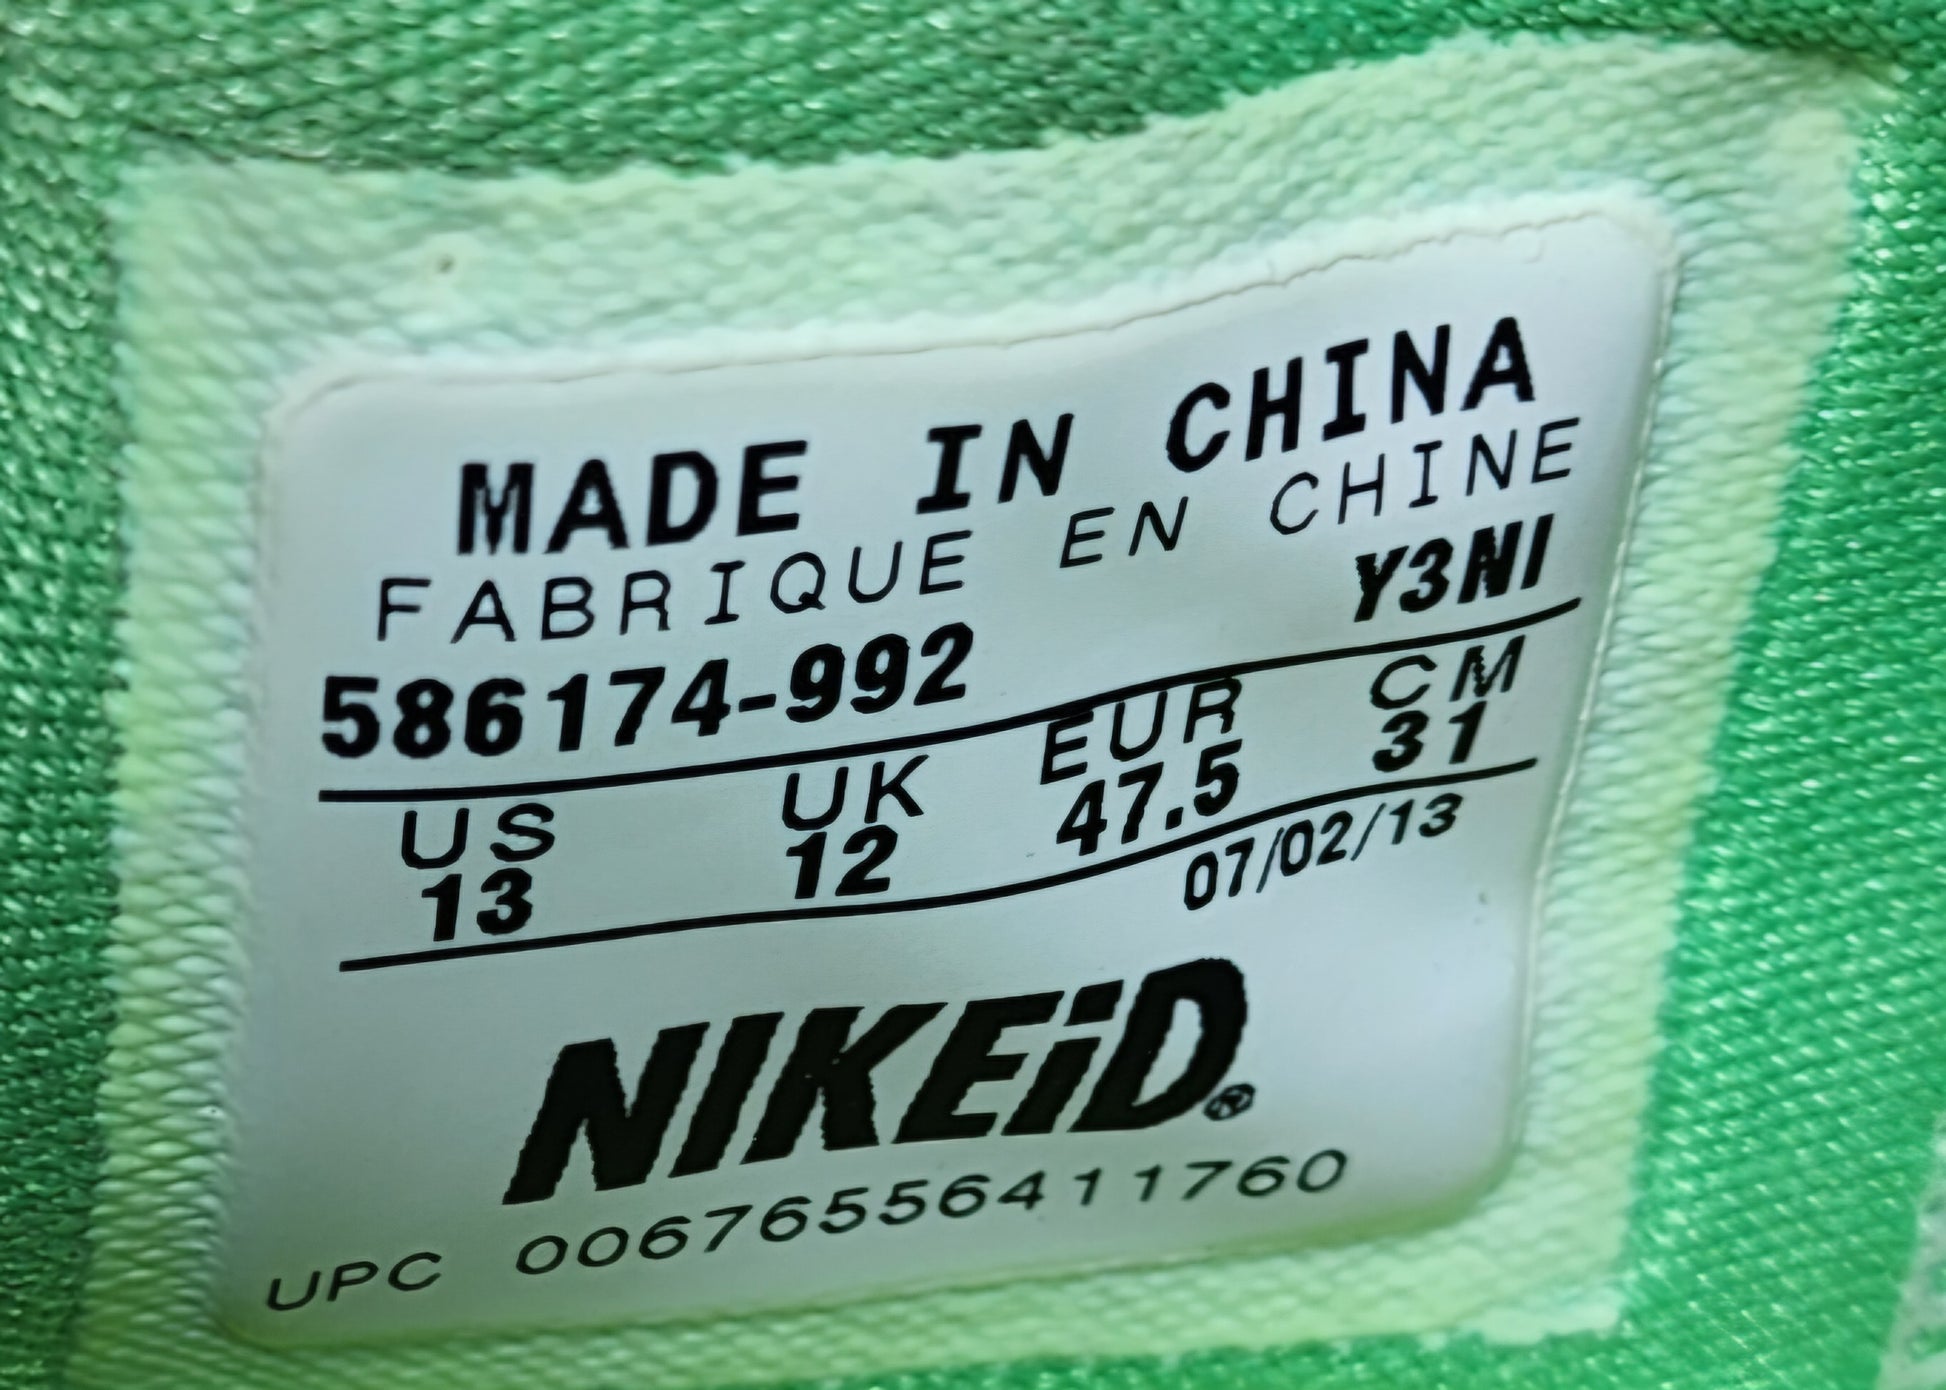 MADE IN CHINA
FABRIQUE EN CHINE
586174-992 Y3NI
US UK EUR CM
13 12 47.5 31
07/02/13
NIKEiD®
UPC 00676556411760